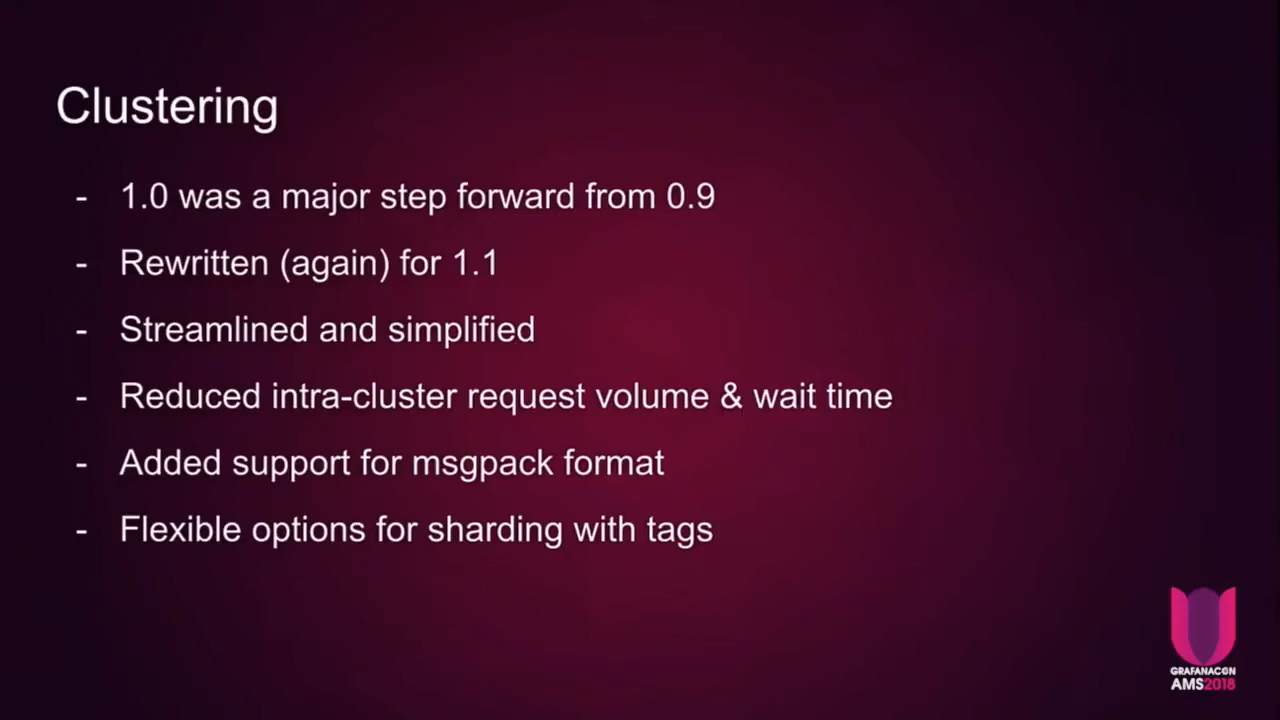 Clustering
- 1.0 was a major step forward from 0.9
- Rewritten (again) for 1.1
- Streamlined and simplified
- Reduced intra-cluster request volume & wait time
- Added support for msgpack format
- Flexible options for sharding with tags
GRAFANACON
AMS2018